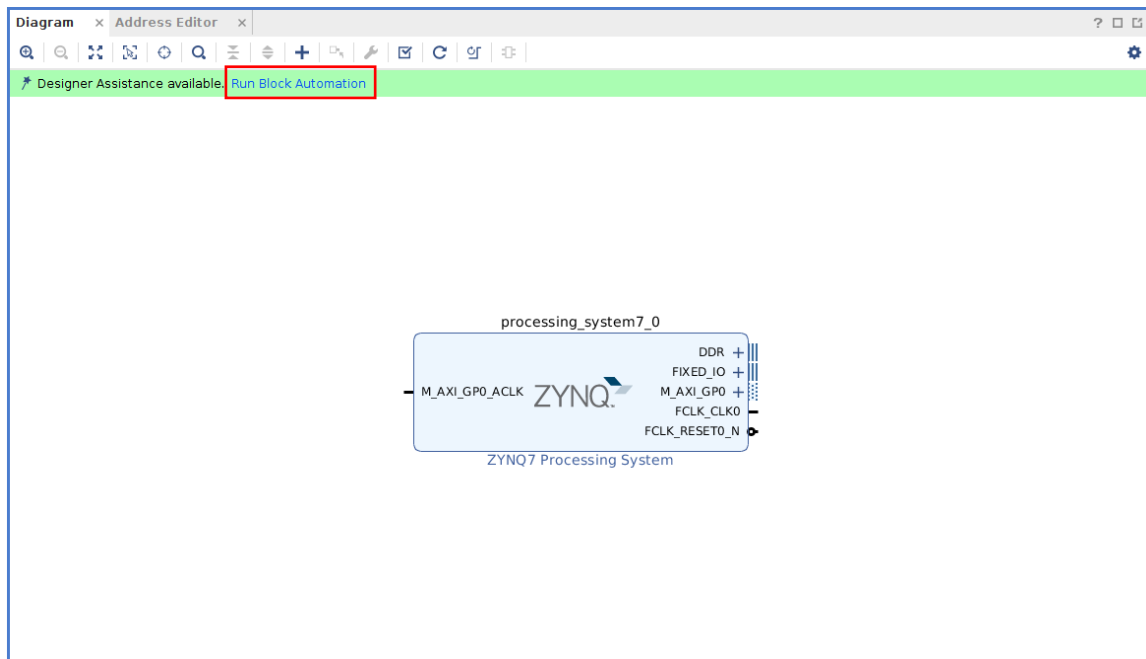 Diagram × Address Editor ×
Designer Assistance available. Run Block Automation
processing_system7_0
DDR
FIXED_IO
M_AXI_GP0_ACLK ZYNQ. M_AXI_GP0
FCLK_CLK0
FCLK_RESET0_N
ZYNQ7 Processing System